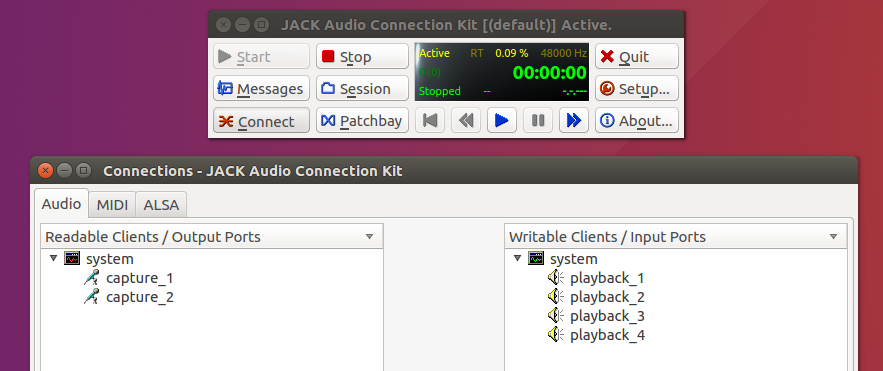 JACK Audio Connection Kit [(default)] Active.
Start
Stop
Active RT 0.09 % 48000 Hz
Quit
0 (0)
00:00:00
Messages
Session
Stopped -- -.-.---
Setup...
Connect
Patchbay
About...
Connections - JACK Audio Connection Kit
Audio MIDI ALSA
Readable Clients / Output Ports
system
capture_1
capture_2
Writable Clients / Input Ports
system
playback_1
playback_2
playback_3
playback_4